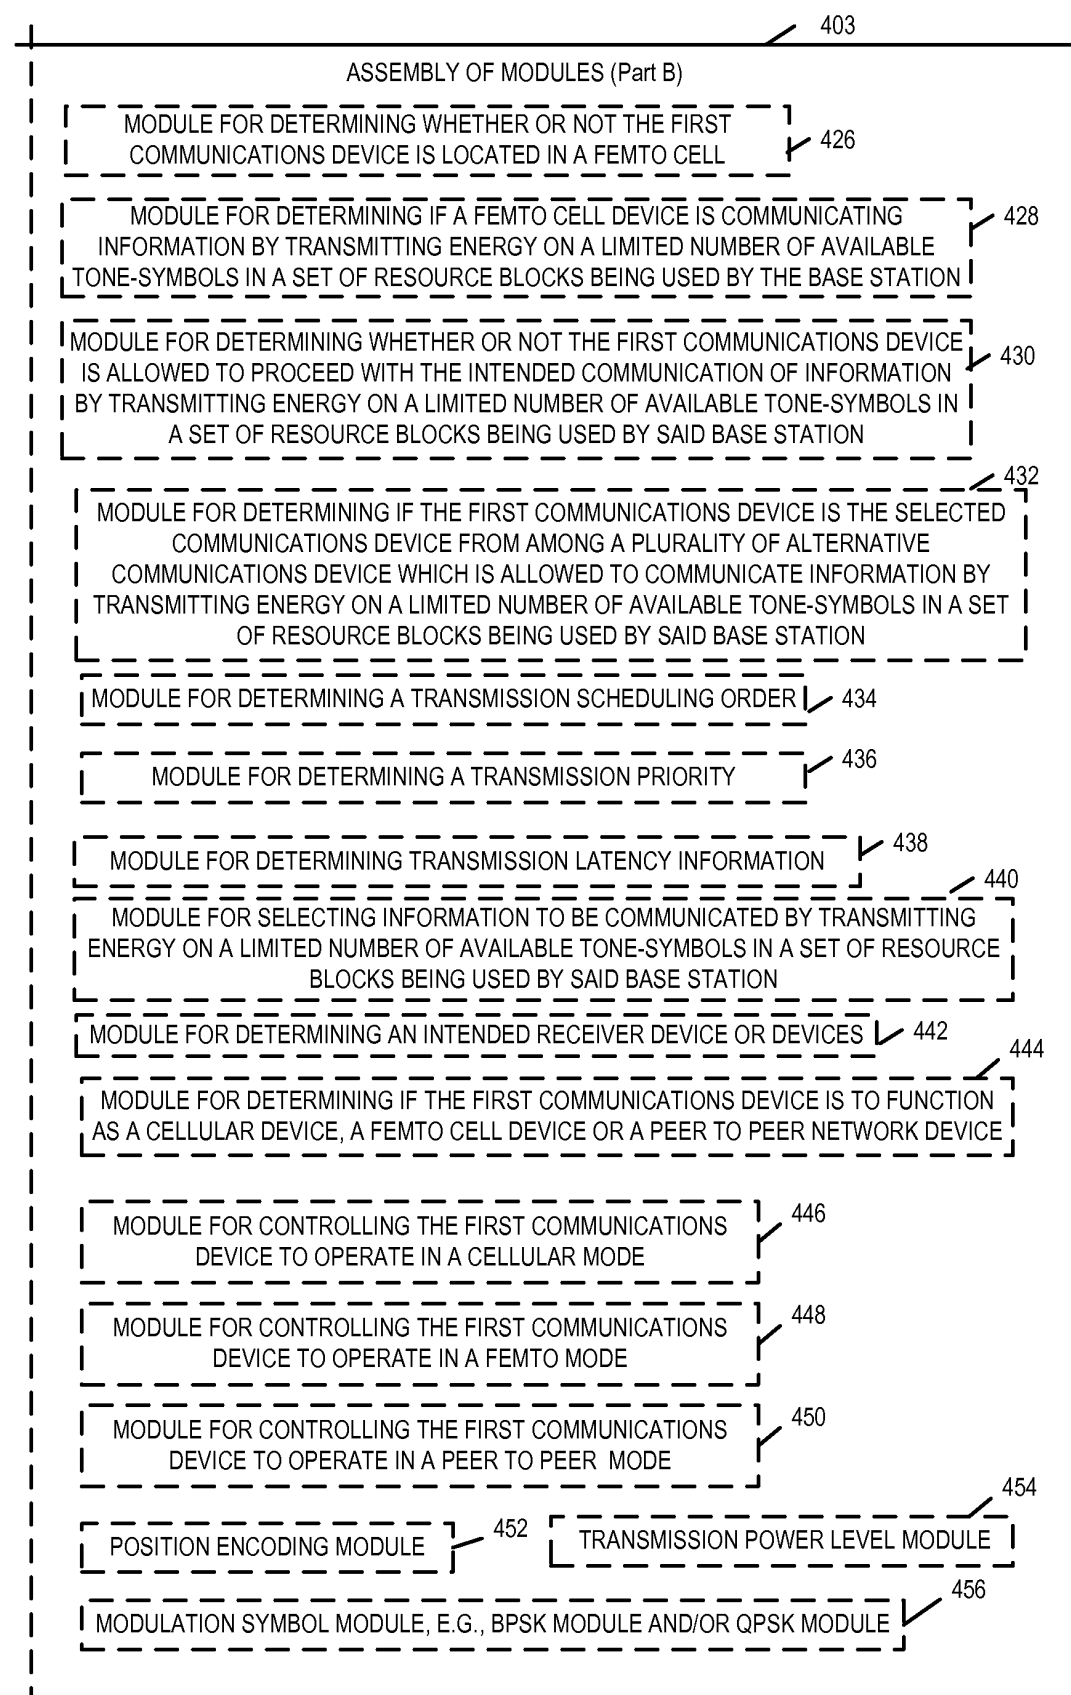 403
ASSEMBLY OF MODULES (Part B)
MODULE FOR DETERMINING WHETHER OR NOT THE FIRST
COMMUNICATIONS DEVICE IS LOCATED IN A FEMTO CELL
426
MODULE FOR DETERMINING IF A FEMTO CELL DEVICE IS COMMUNICATING
INFORMATION BY TRANSMITTING ENERGY ON A LIMITED NUMBER OF AVAILABLE
TONE-SYMBOLS IN A SET OF RESOURCE BLOCKS BEING USED BY THE BASE STATION
428
MODULE FOR DETERMINING WHETHER OR NOT THE FIRST COMMUNICATIONS DEVICE
IS ALLOWED TO PROCEED WITH THE INTENDED COMMUNICATION OF INFORMATION
BY TRANSMITTING ENERGY ON A LIMITED NUMBER OF AVAILABLE TONE-SYMBOLS IN
A SET OF RESOURCE BLOCKS BEING USED BY SAID BASE STATION
430
432
MODULE FOR DETERMINING IF THE FIRST COMMUNICATIONS DEVICE IS THE SELECTED
COMMUNICATIONS DEVICE FROM AMONG A PLURALITY OF ALTERNATIVE
COMMUNICATIONS DEVICE WHICH IS ALLOWED TO COMMUNICATE INFORMATION BY
TRANSMITTING ENERGY ON A LIMITED NUMBER OF AVAILABLE TONE-SYMBOLS IN A SET
OF RESOURCE BLOCKS BEING USED BY SAID BASE STATION
MODULE FOR DETERMINING A TRANSMISSION SCHEDULING ORDER
434
MODULE FOR DETERMINING A TRANSMISSION PRIORITY
436
MODULE FOR DETERMINING TRANSMISSION LATENCY INFORMATION
438
440
MODULE FOR SELECTING INFORMATION TO BE COMMUNICATED BY TRANSMITTING
ENERGY ON A LIMITED NUMBER OF AVAILABLE TONE-SYMBOLS IN A SET OF RESOURCE
BLOCKS BEING USED BY SAID BASE STATION
MODULE FOR DETERMINING AN INTENDED RECEIVER DEVICE OR DEVICES
442
444
MODULE FOR DETERMINING IF THE FIRST COMMUNICATIONS DEVICE IS TO FUNCTION
AS A CELLULAR DEVICE, A FEMTO CELL DEVICE OR A PEER TO PEER NETWORK DEVICE
MODULE FOR CONTROLLING THE FIRST COMMUNICATIONS
DEVICE TO OPERATE IN A CELLULAR MODE
446
MODULE FOR CONTROLLING THE FIRST COMMUNICATIONS
DEVICE TO OPERATE IN A FEMTO MODE
448
MODULE FOR CONTROLLING THE FIRST COMMUNICATIONS
DEVICE TO OPERATE IN A PEER TO PEER MODE
450
POSITION ENCODING MODULE
452
454
TRANSMISSION POWER LEVEL MODULE
MODULATION SYMBOL MODULE, E.G., BPSK MODULE AND/OR QPSK MODULE
456